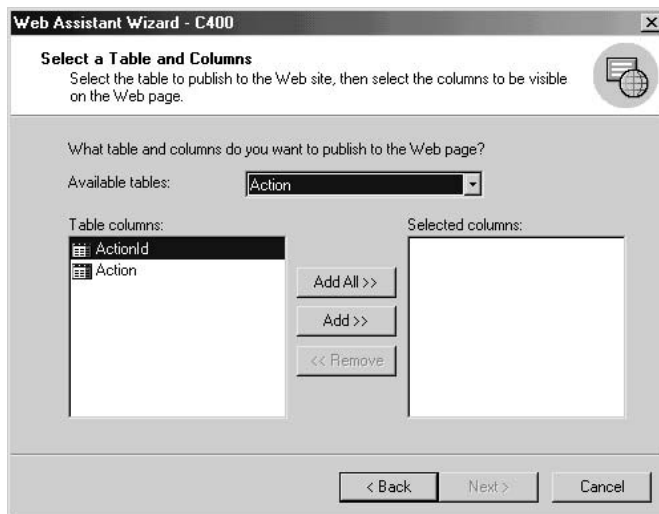 Web Assistant Wizard - C400
Select a Table and Columns
Select the table to publish to the Web site, then select the columns to be visible
on the Web page.
What table and columns do you want to publish to the Web page?
Available tables:
Action
Table columns:
Selected columns:
ActionId
Action
Add All >>
Add >>
<< Remove
< Back
Next >
Cancel